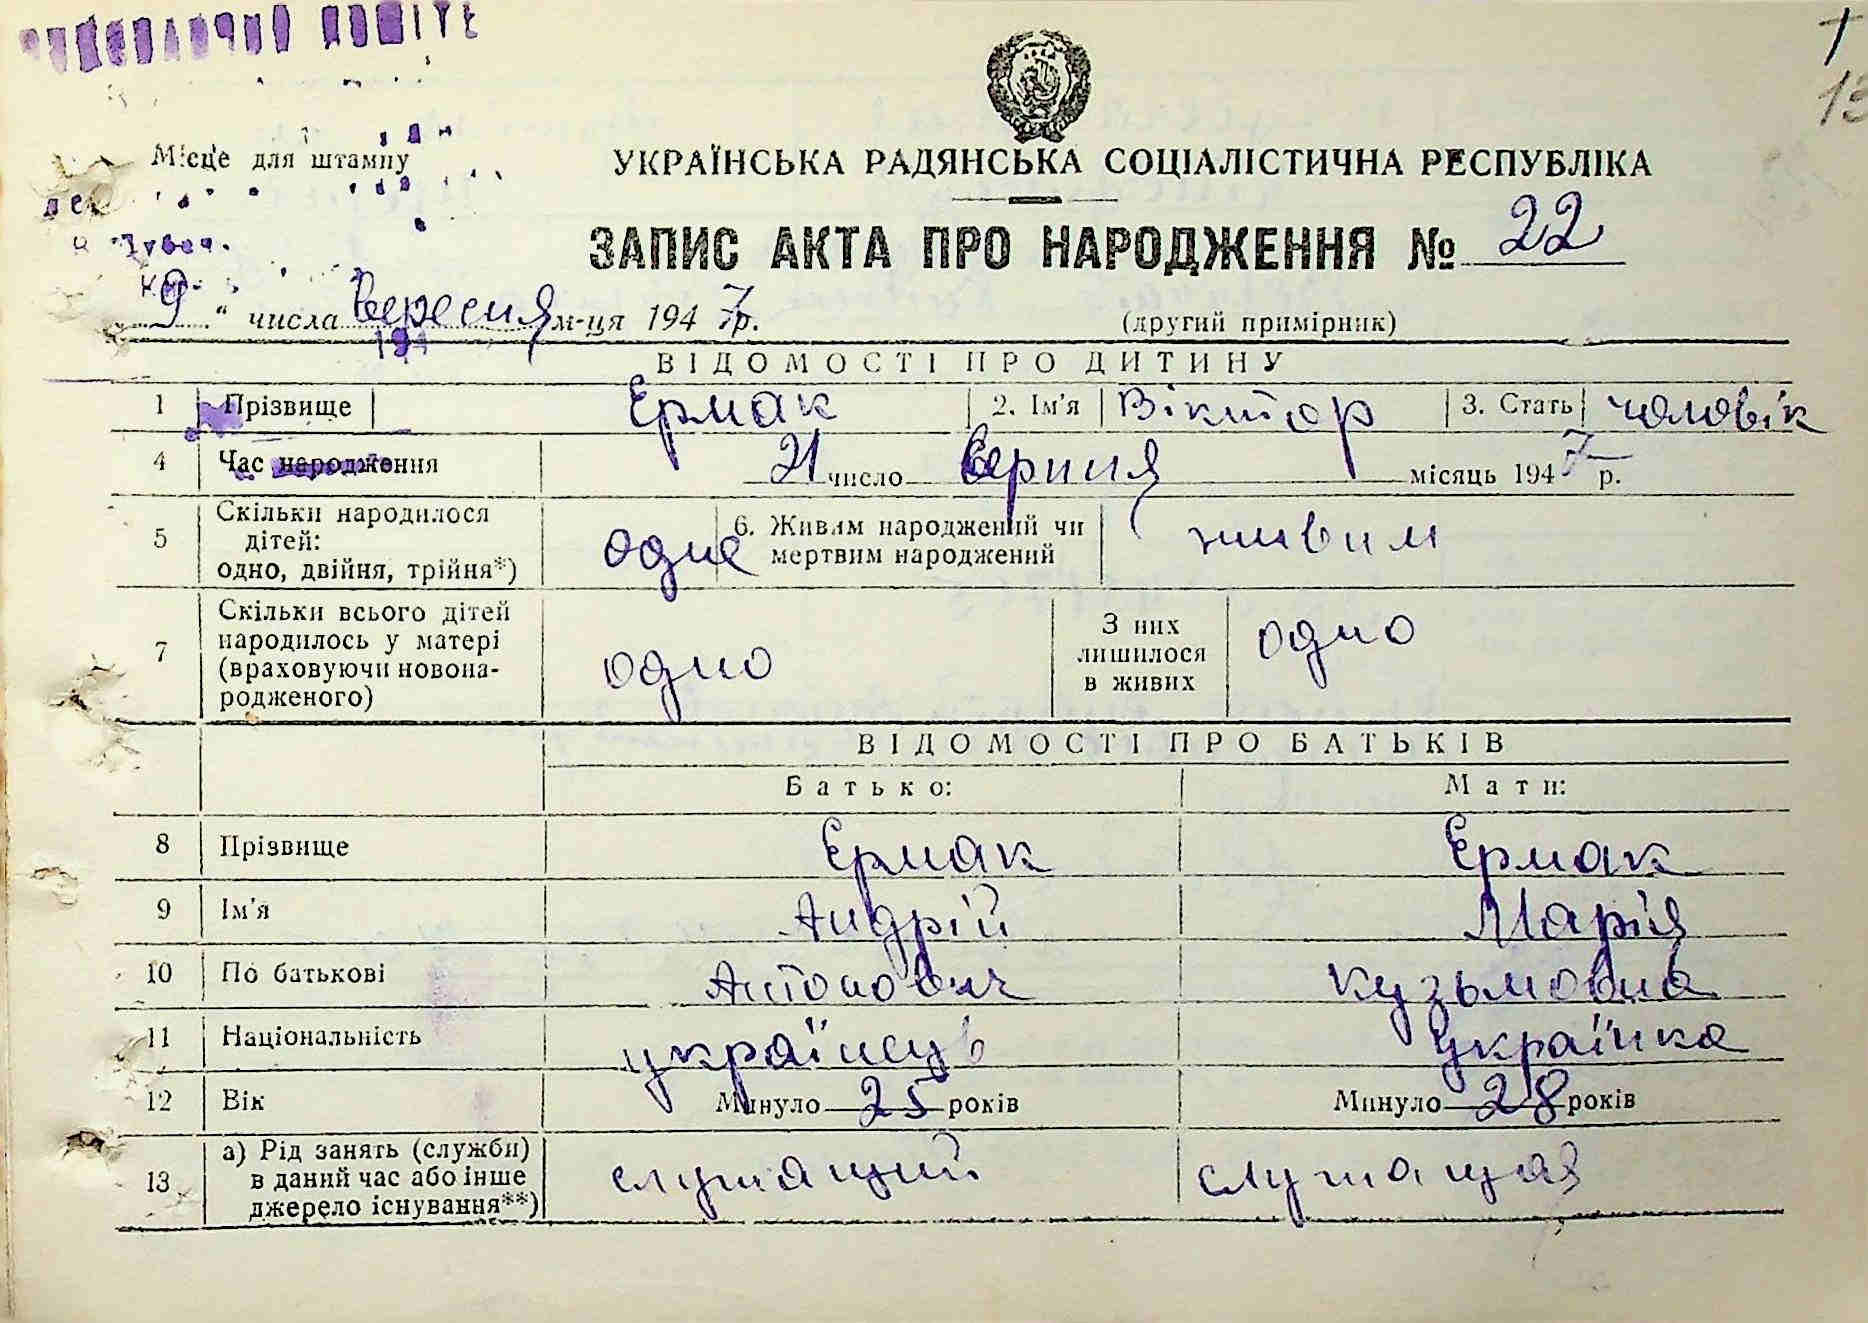 Місце для штампу
УКРАЇНСЬКА РАДЯНСЬКА СОЦІАЛІСТИЧНА РЕСПУБЛІКА
ЗАПИС АКТА ПРО НАРОДЖЕННЯ № 22
9 " числа Вересня м-ця 1947 р.
(другий примірник)
ВІДОМОСТІ ПРО ДИТИНУ
1 Прізвище Ермак 2. Ім'я Віктор 3. Стать чоловік
4 Час народження 21 число Серпня місяць 1947 р.
5 Скільки народилося дітей: одно, двійня, трійня*) одне 6. Живим народжений чи мертвим народжений живим
7 Скільки всього дітей народилось у матері (враховуючи новонародженого) одно З них лишилося в живих одно
ВІДОМОСТІ ПРО БАТЬКІВ
Батько: Мати:
8 Прізвище Ермак Ермак
9 Ім'я Андрій Марія
10 По батькові Антонович Кузьмовна
11 Національність українець Українка
12 Вік Минуло 25 років Минуло 28 років
13 а) Рід занять (служби) в даний час або інше джерело існування**) служащий служащая